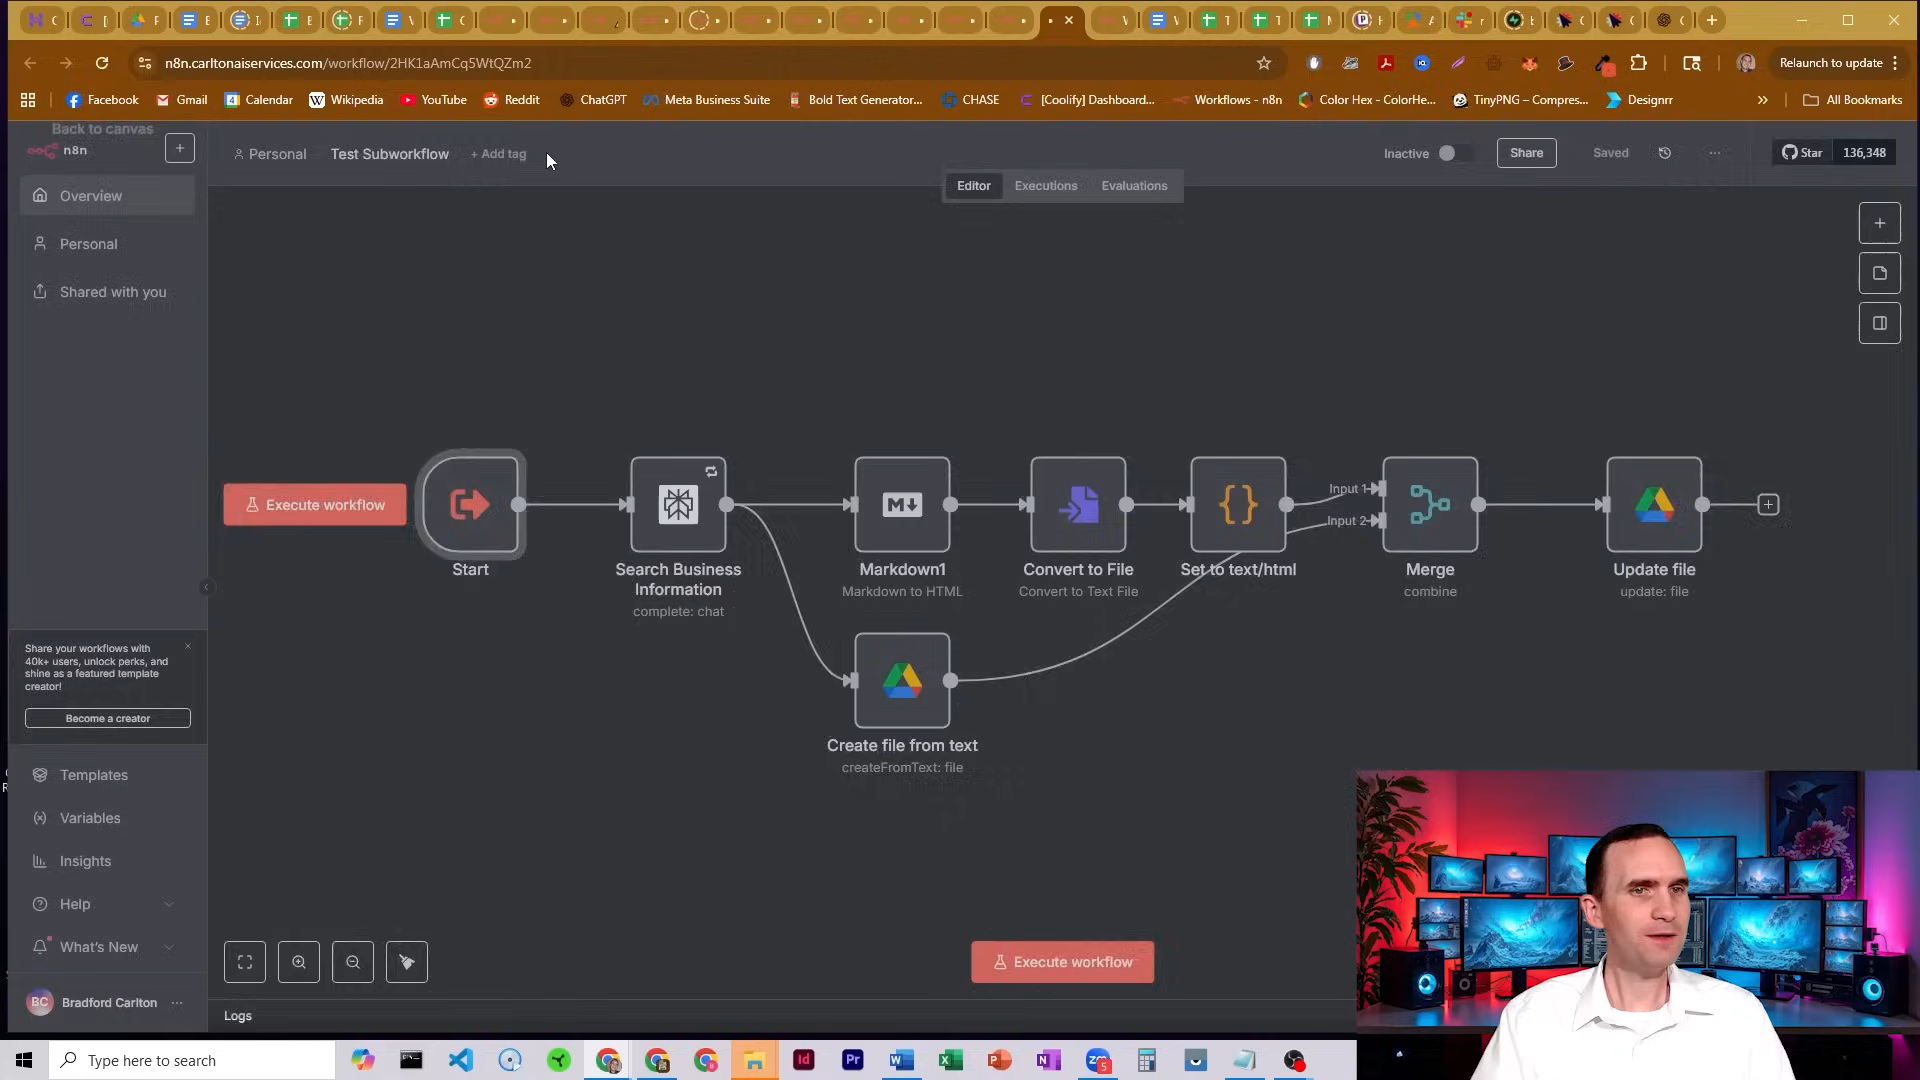 n8n.carltonaiservices.com/workflow/2HK1aAmCq5WtQZm2
Relaunch to update
Facebook
Gmail
Calendar
Wikipedia
YouTube
Reddit
ChatGPT
Meta Business Suite
Bold Text Generator...
CHASE
[Coolify] Dashboard...
Workflows - n8n
Color Hex - ColorHe...
TinyPNG – Compres...
Designrr
All Bookmarks
Back to canvas
n8n
Personal
Test Subworkflow
+ Add tag
Inactive
Share
Saved
Star
136,348
Editor
Executions
Evaluations
Overview
Personal
Shared with you
Execute workflow
Start
Search Business
Information
complete: chat
Markdown1
Markdown to HTML
Convert to File
Convert to Text File
Set to text/html
Input 1
Input 2
Merge
combine
Update file
update: file
Create file from text
createFromText: file
Share your workflows with
40k+ users, unlock perks, and
shine as a featured template
creator!
Become a creator
Templates
Variables
Insights
Help
What's New
BC
Bradford Carlton
Execute workflow
Logs
Type here to search